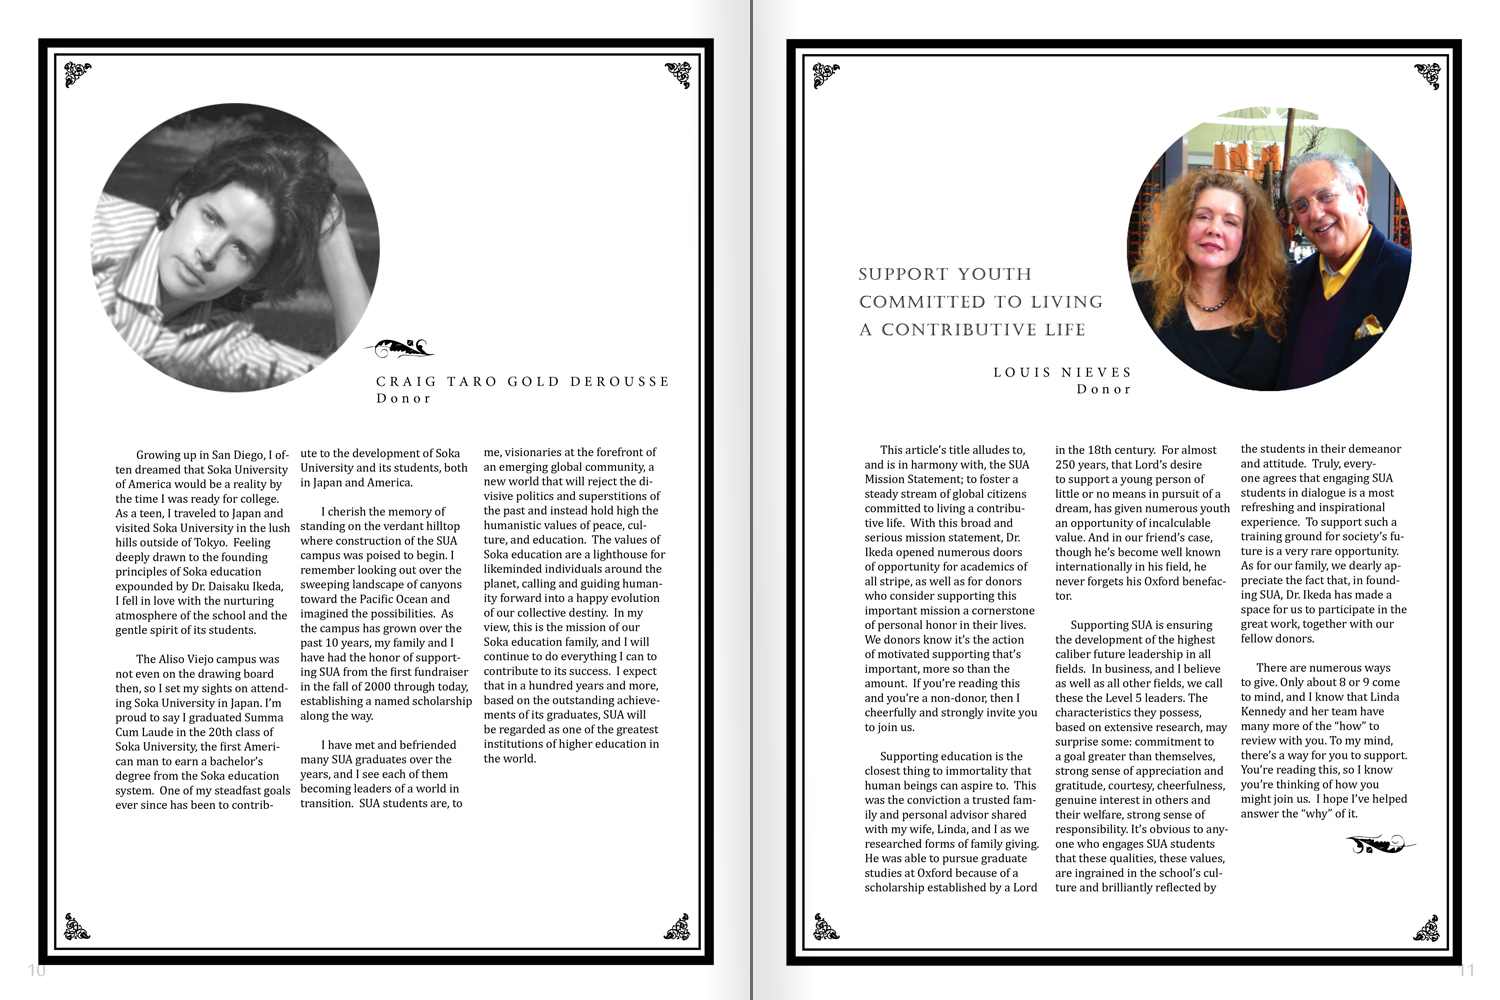 CRAIG TARO GOLD DEROUSSE
Donor
Growing up in San Diego, I of-
ten dreamed that Soka University
of America would be a reality by
the time I was ready for college.
As a teen, I traveled to Japan and
visited Soka University in the lush
hills outside of Tokyo.  Feeling
deeply drawn to the founding
principles of Soka education
expounded by Dr. Daisaku Ikeda,
I fell in love with the nurturing
atmosphere of the school and the
gentle spirit of its students.
The Aliso Viejo campus was
not even on the drawing board
then, so I set my sights on attend-
ing Soka University in Japan. I'm
proud to say I graduated Summa
Cum Laude in the 20th class of
Soka University, the first Ameri-
can man to earn a bachelor's
degree from the Soka education
system.  One of my steadfast goals
ever since has been to contrib-
ute to the development of Soka
University and its students, both
in Japan and America.
I cherish the memory of
standing on the verdant hilltop
where construction of the SUA
campus was poised to begin. I
remember looking out over the
sweeping landscape of canyons
toward the Pacific Ocean and
imagined the possibilities.  As
the campus has grown over the
past 10 years, my family and I
have had the honor of support-
ing SUA from the first fundraiser
in the fall of 2000 through today,
establishing a named scholarship
along the way.
I have met and befriended
many SUA graduates over the
years, and I see each of them
becoming leaders of a world in
transition.  SUA students are, to
me, visionaries at the forefront of
an emerging global community, a
new world that will reject the di-
visive politics and superstitions of
the past and instead hold high the
humanistic values of peace, cul-
ture, and education.  The values of
Soka education are a lighthouse for
likeminded individuals around the
planet, calling and guiding human-
ity forward into a happy evolution
of our collective destiny.  In my
view, this is the mission of our
Soka education family, and I will
continue to do everything I can to
contribute to its success.  I expect
that in a hundred years and more,
based on the outstanding achieve-
ments of its graduates, SUA will
be regarded as one of the greatest
institutions of higher education in
the world.
10
SUPPORT YOUTH
COMMITTED TO LIVING
A CONTRIBUTIVE LIFE
LOUIS NIEVES
Donor
This article's title alludes to,
and is in harmony with, the SUA
Mission Statement; to foster a
steady stream of global citizens
committed to living a contribu-
tive life.  With this broad and
serious mission statement, Dr.
Ikeda opened numerous doors
of opportunity for academics of
all stripe, as well as for donors
who consider supporting this
important mission a cornerstone
of personal honor in their lives.
We donors know it's the action
of motivated supporting that's
important, more so than the
amount.  If you're reading this
and you're a non-donor, then I
cheerfully and strongly invite you
to join us.
Supporting education is the
closest thing to immortality that
human beings can aspire to.  This
was the conviction a trusted fam-
ily and personal advisor shared
with my wife, Linda, and I as we
researched forms of family giving.
He was able to pursue graduate
studies at Oxford because of a
scholarship established by a Lord
in the 18th century.  For almost
250 years, that Lord's desire
to support a young person of
little or no means in pursuit of a
dream, has given numerous youth
an opportunity of incalculable
value. And in our friend's case,
though he's become well known
internationally in his field, he
never forgets his Oxford benefac-
tor.
Supporting SUA is ensuring
the development of the highest
caliber future leadership in all
fields.  In business, and I believe
as well as all other fields, we call
these the Level 5 leaders. The
characteristics they possess,
based on extensive research, may
surprise some: commitment to
a goal greater than themselves,
strong sense of appreciation and
gratitude, courtesy, cheerfulness,
genuine interest in others and
their welfare, strong sense of
responsibility. It's obvious to any-
one who engages SUA students
that these qualities, these values,
are ingrained in the school's cul-
ture and brilliantly reflected by
the students in their demeanor
and attitude.  Truly, every-
one agrees that engaging SUA
students in dialogue is a most
refreshing and inspirational
experience.  To support such a
training ground for society's fu-
ture is a very rare opportunity.
As for our family, we dearly ap-
preciate the fact that, in found-
ing SUA, Dr. Ikeda has made a
space for us to participate in the
great work, together with our
fellow donors.
There are numerous ways
to give. Only about 8 or 9 come
to mind, and I know that Linda
Kennedy and her team have
many more of the "how" to
review with you. To my mind,
there's a way for you to support.
You're reading this, so I know
you're thinking of how you
might join us.  I hope I've helped
answer the "why" of it.
11